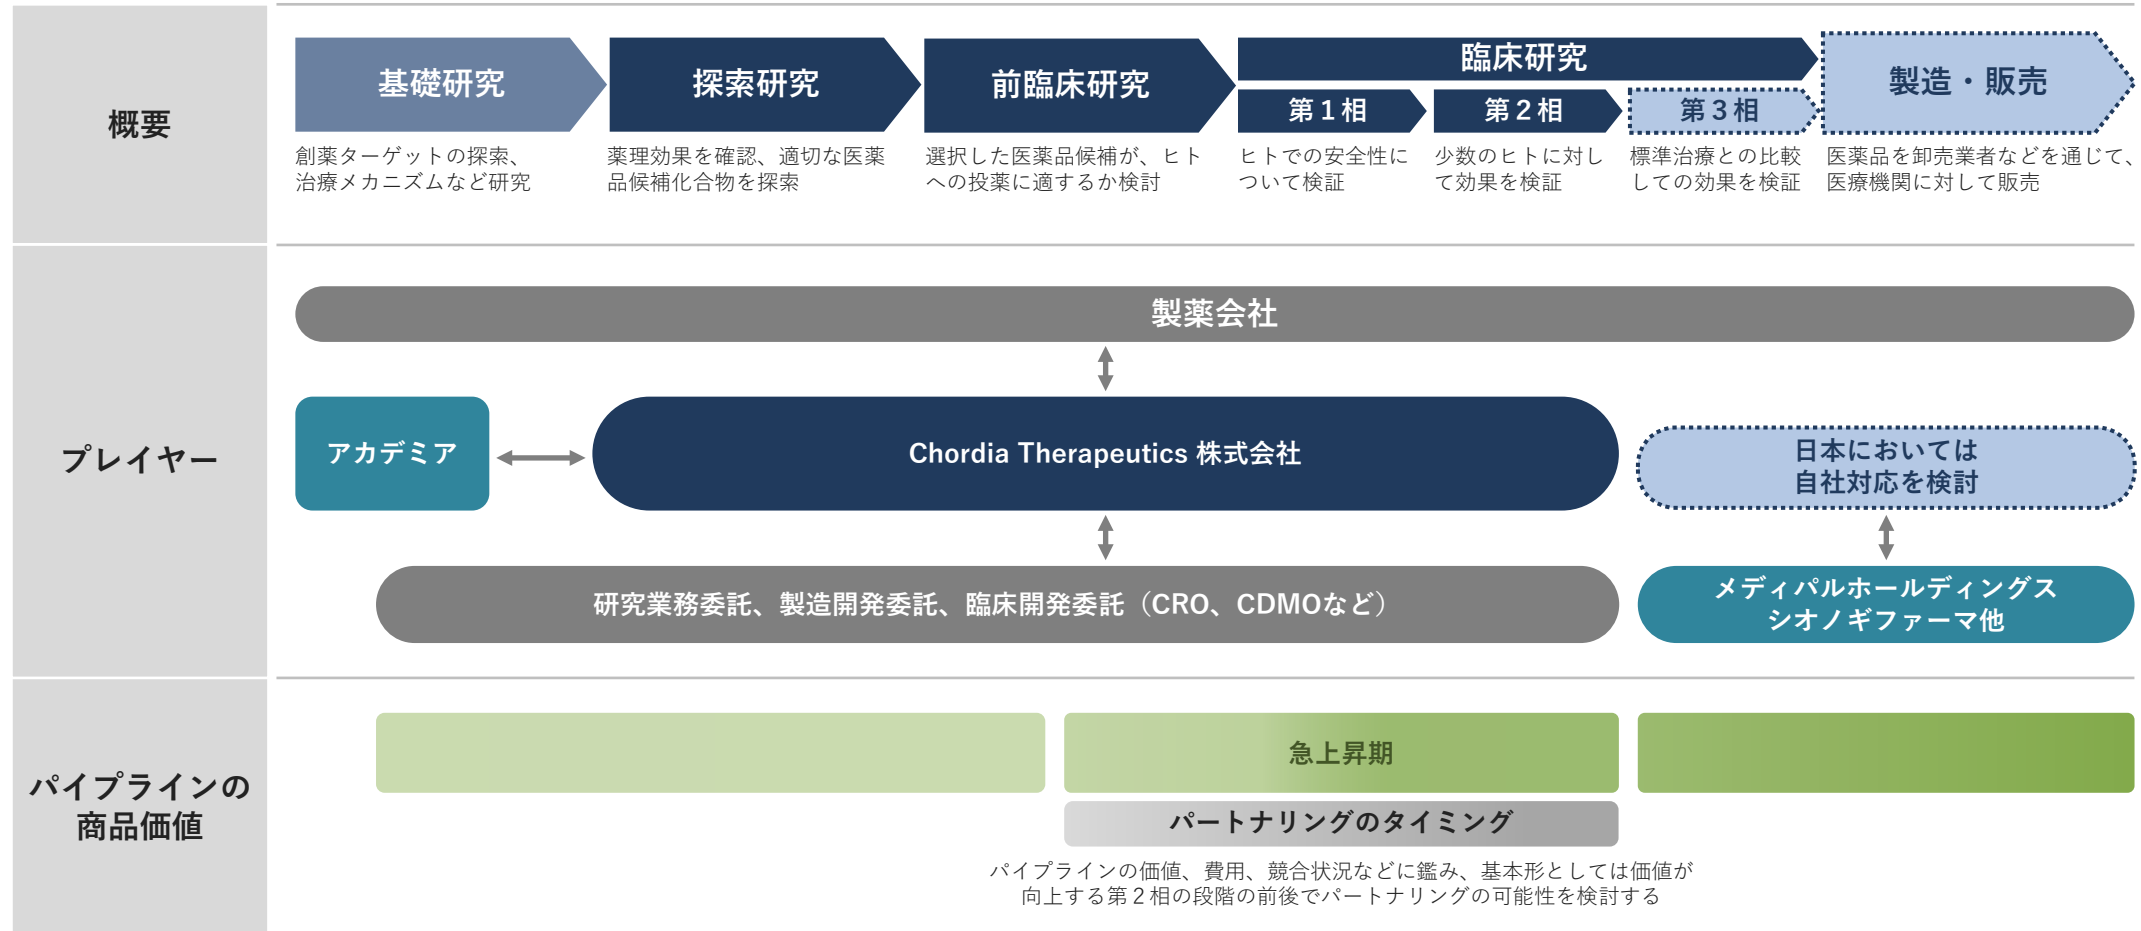 概要
基礎研究
創薬ターゲットの探索、
治療メカニズムなど研究
探索研究
薬理効果を確認、適切な医薬
品候補化合物を探索
前臨床研究
選択した医薬品候補が、ヒト
への投薬に適するか検討
臨床研究
第１相
ヒトでの安全性に
ついて検証
第２相
少数のヒトに対し
て効果を検証
第３相
標準治療との比較
しての効果を検証
製造・販売
医薬品を卸売業者などを通じて、
医療機関に対して販売
プレイヤー
製薬会社
アカデミア
Chordia Therapeutics 株式会社
日本においては
自社対応を検討
研究業務委託、製造開発委託、臨床開発委託（CRO、CDMOなど）
メディパルホールディングス
シオノギファーマ他
パイプラインの
商品価値
急上昇期
パートナリングのタイミング
パイプラインの価値、費用、競合状況などに鑑み、基本形としては価値が
向上する第２相の段階の前後でパートナリングの可能性を検討する